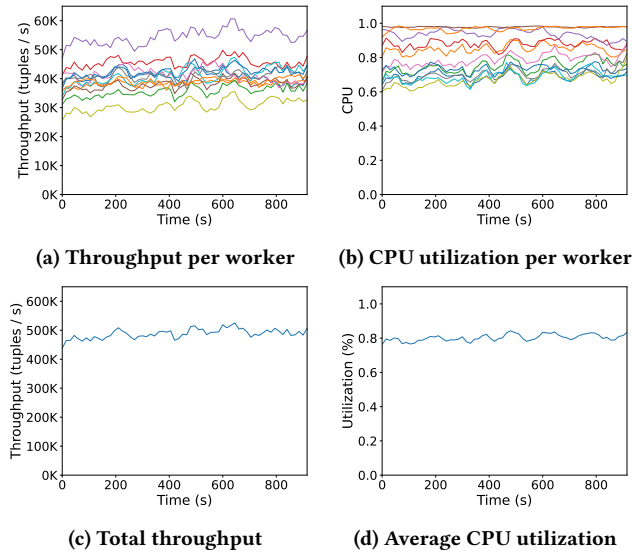 60K
50K
40K
30K
20K
10K
0K
Throughput (tuples / s)
0 200 400 600 800
Time (s)
(a) Throughput per worker
1.0
0.8
0.6
0.4
0.2
0.0
CPU
0 200 400 600 800
Time (s)
(b) CPU utilization per worker
600K
500K
400K
300K
200K
100K
0K
Throughput (tuples / s)
0 200 400 600 800
Time (s)
(c) Total throughput
1.0
0.8
0.6
0.4
0.2
0.0
Utilization (%)
0 200 400 600 800
Time (s)
(d) Average CPU utilization